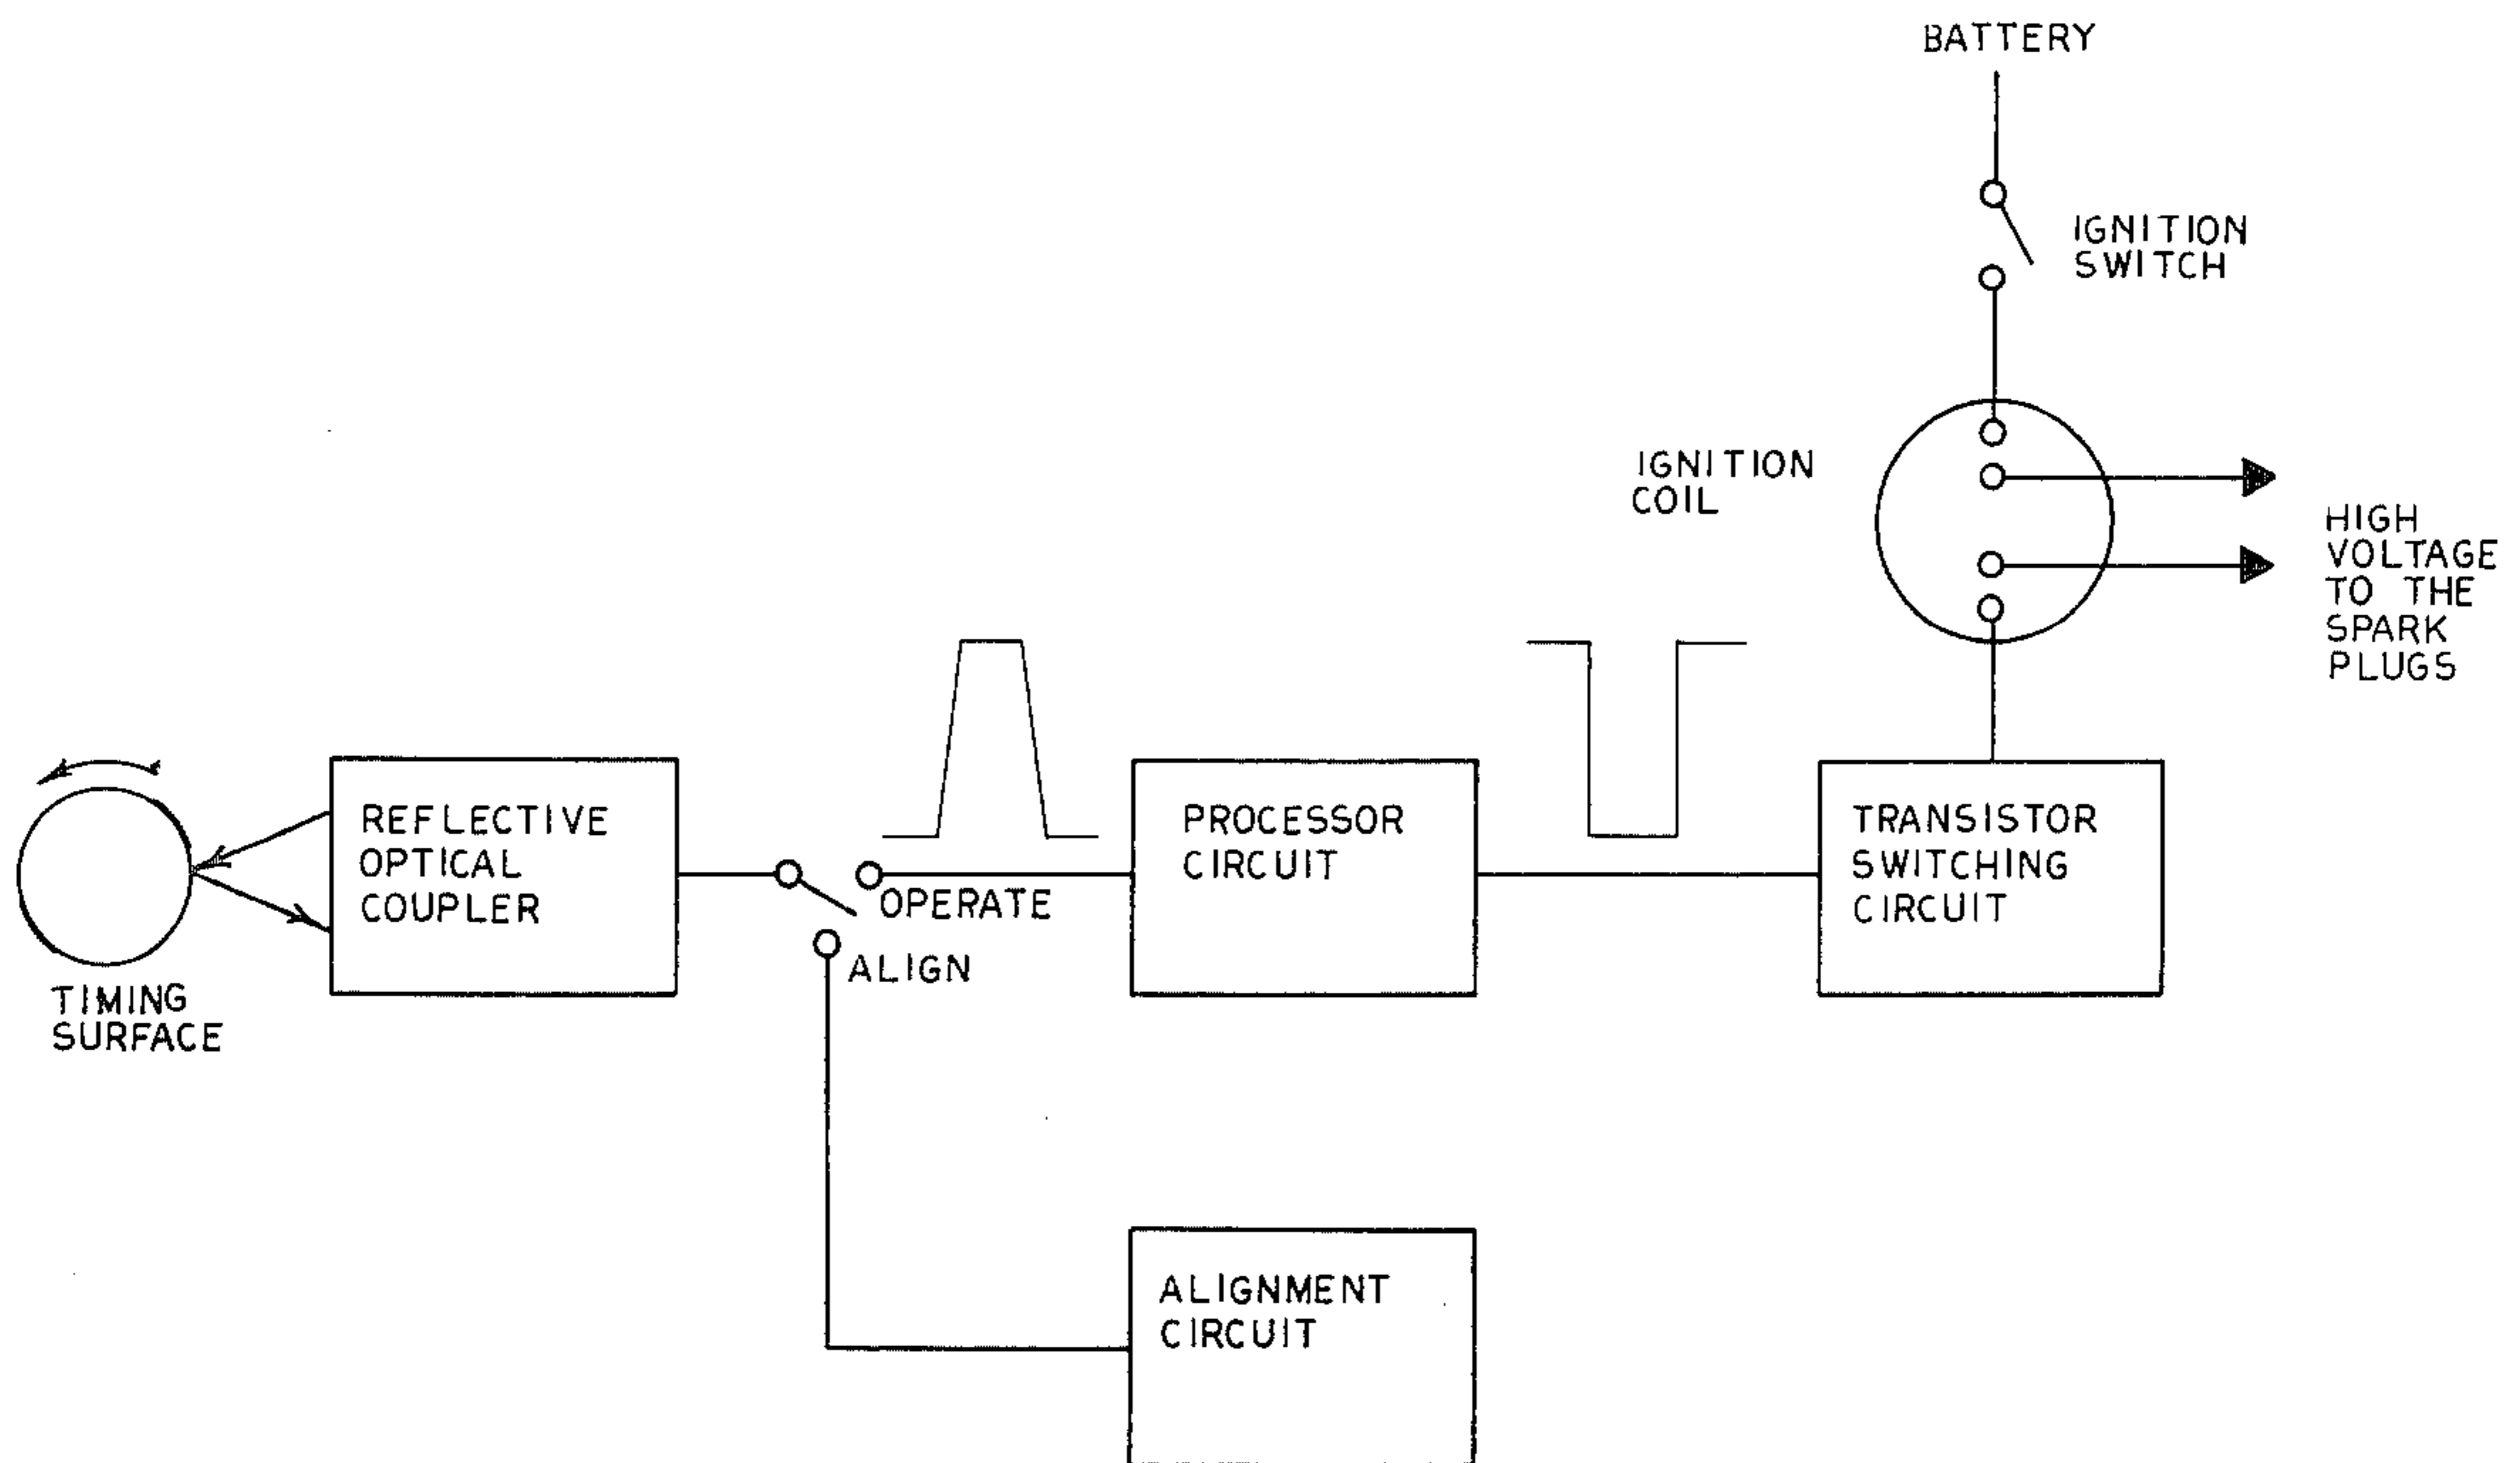 BATTERY
IGNITION
SWITCH
IGNITION
COIL
HIGH
VOLTAGE
TO THE
SPARK
PLUGS
REFLECTIVE
OPTICAL
COUPLER
OPERATE
ALIGN
PROCESSOR
CIRCUIT
TRANSISTOR
SWITCHING
CIRCUIT
TIMING
SURFACE
ALIGNMENT
CIRCUIT